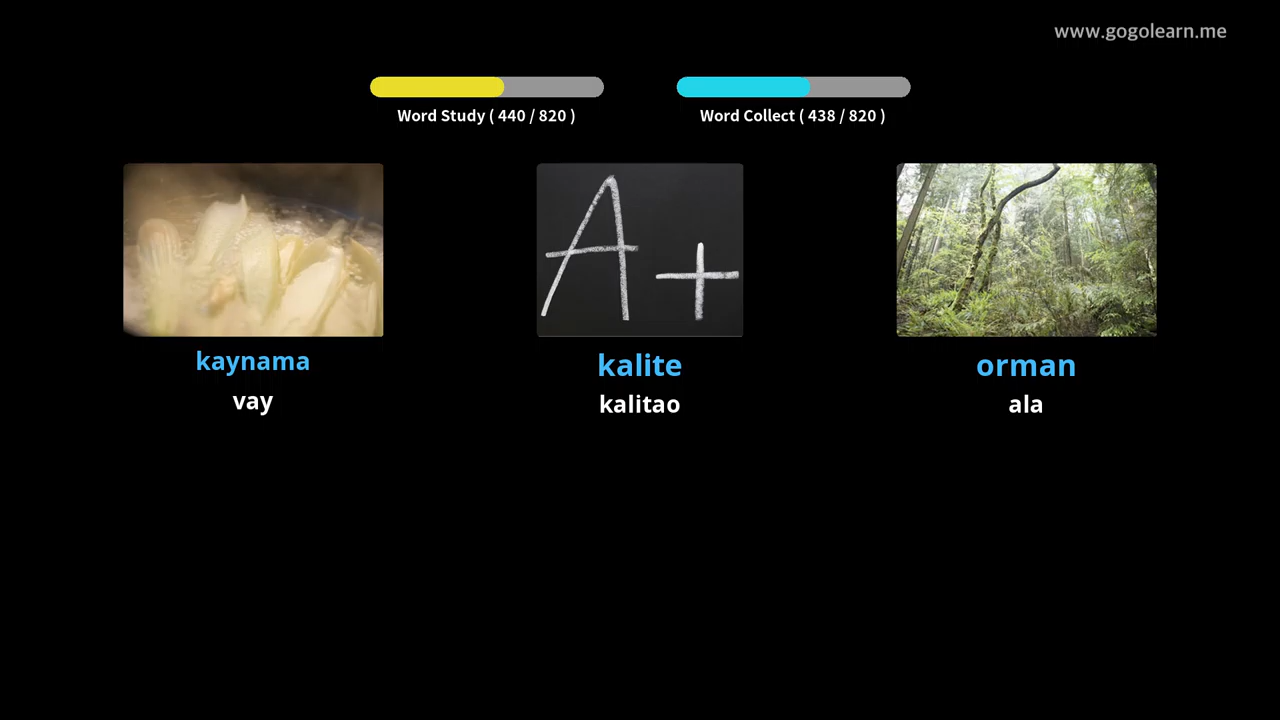 www.gogolearn.me
Word Study ( 440 / 820 )
Word Collect ( 438 / 820 )
A+
kaynama
kalite
orman
vay
kalitao
ala